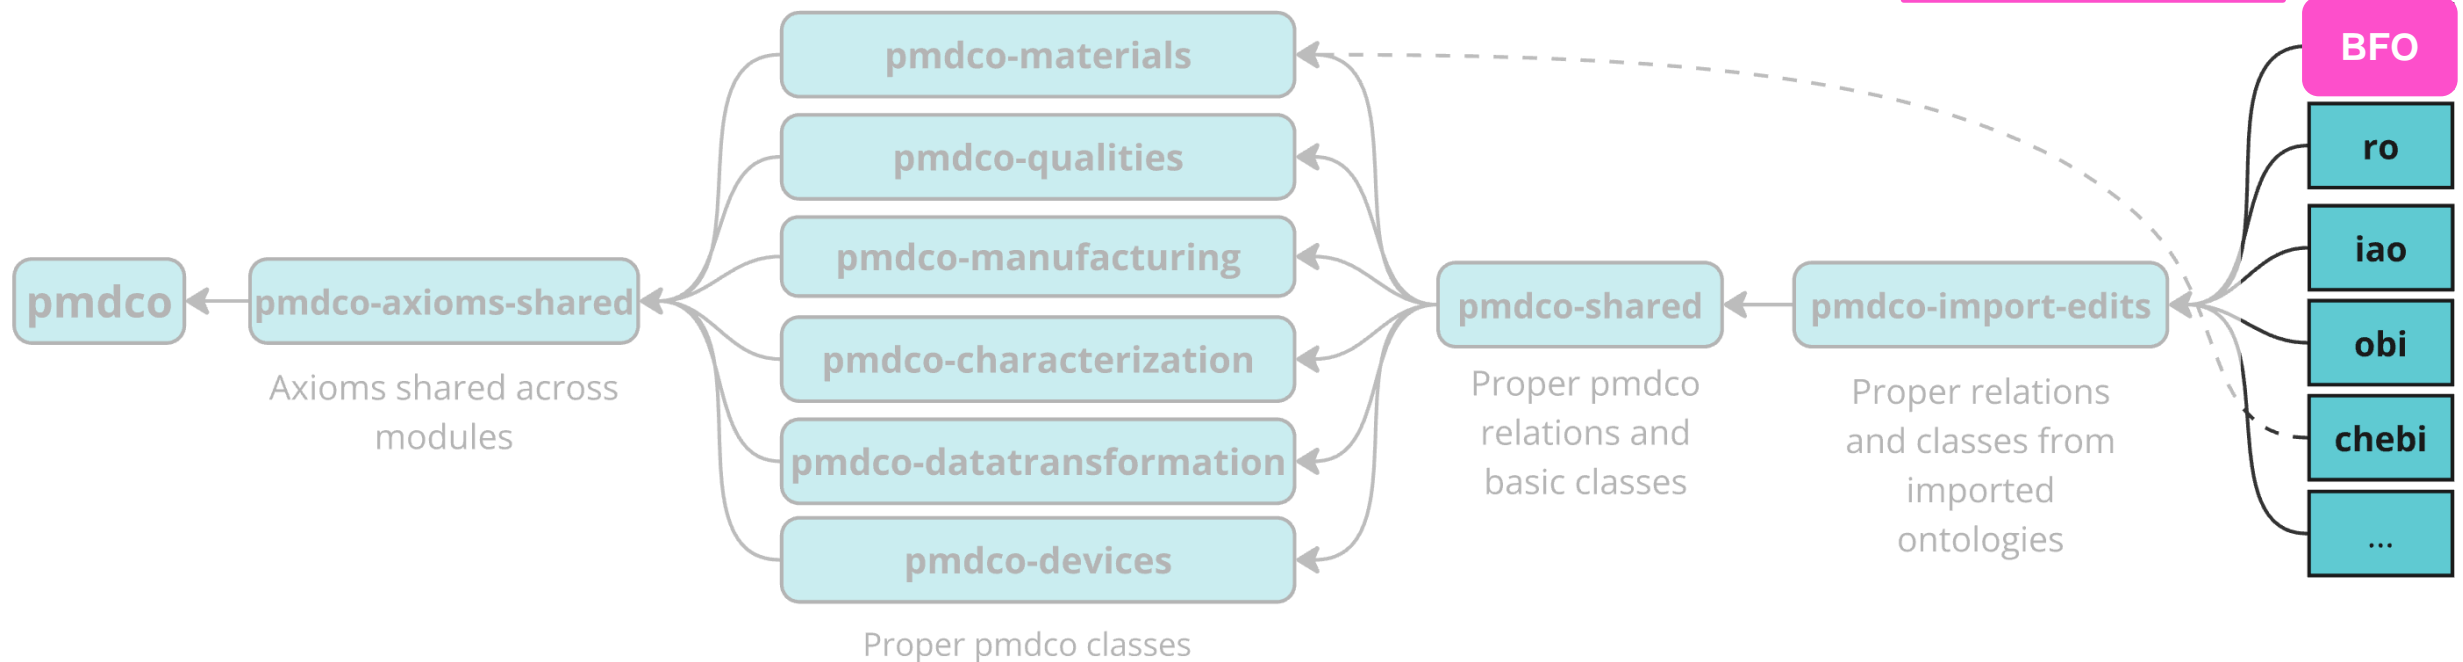 pmdco
pmdco-axioms-shared
Axioms shared across
modules
pmdco-materials
pmdco-qualities
pmdco-manufacturing
pmdco-characterization
pmdco-datatransformation
pmdco-devices
Proper pmdco classes
pmdco-shared
Proper pmdco
relations and
basic classes
pmdco-import-edits
Proper relations
and classes from
imported
ontologies
BFO
ro
iao
obi
chebi
...